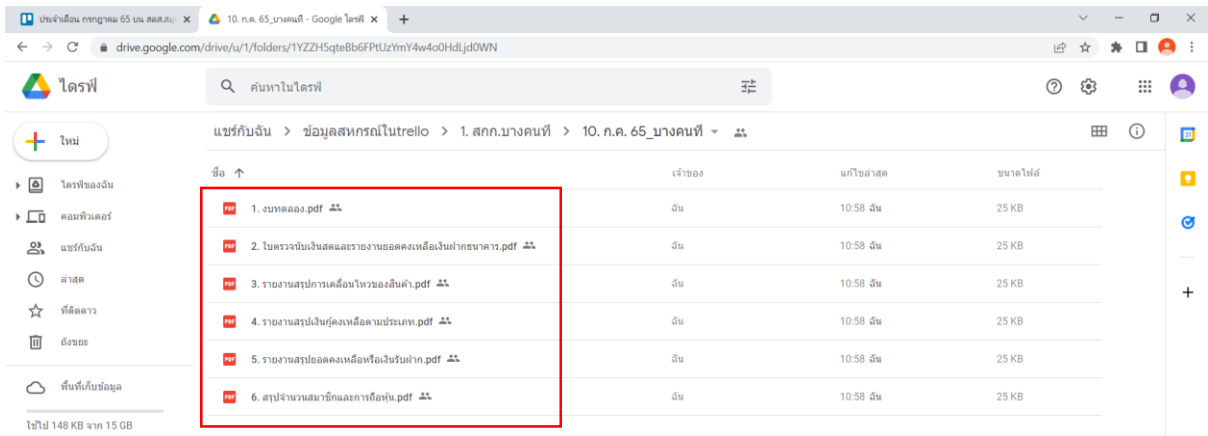 ประจำเดือน กรกฎาคม 65 บน สตส.สมุ
10. ก.ค. 65_บางคนที - Google ไดรฟ์
drive.google.com/drive/u/1/folders/1YZZH5qteBb6FPtUzYmY4w4o0HdLjd0WN
ไดรฟ์
ค้นหาในไดรฟ์
ใหม่
แชร์กับฉัน > ข้อมูลสหกรณ์ในtrello > 1. สกก.บางคนที > 10. ก.ค. 65_บางคนที
ชื่อ เจ้าของ แก้ไขล่าสุด ขนาดไฟล์
ไดรฟ์ของฉัน
คอมพิวเตอร์
แชร์กับฉัน
ล่าสุด
ที่ติดดาว
ถังขยะ
พื้นที่เก็บข้อมูล
ใช้ไป 148 KB จาก 15 GB
PDF 1. งบทดลอง.pdf ฉัน 10:58 ฉัน 25 KB
PDF 2. ใบตรวจนับเงินสดและรายงานยอดคงเหลือเงินฝากธนาคาร.pdf ฉัน 10:58 ฉัน 25 KB
PDF 3. รายงานสรุปการเคลื่อนไหวของสินค้า.pdf ฉัน 10:58 ฉัน 25 KB
PDF 4. รายงานสรุปเงินกู้คงเหลือตามประเภท.pdf ฉัน 10:58 ฉัน 25 KB
PDF 5. รายงานสรุปยอดคงเหลือหรือเงินรับฝาก.pdf ฉัน 10:58 ฉัน 25 KB
PDF 6. สรุปจำนวนสมาชิกและการถือหุ้น.pdf ฉัน 10:58 ฉัน 25 KB
31